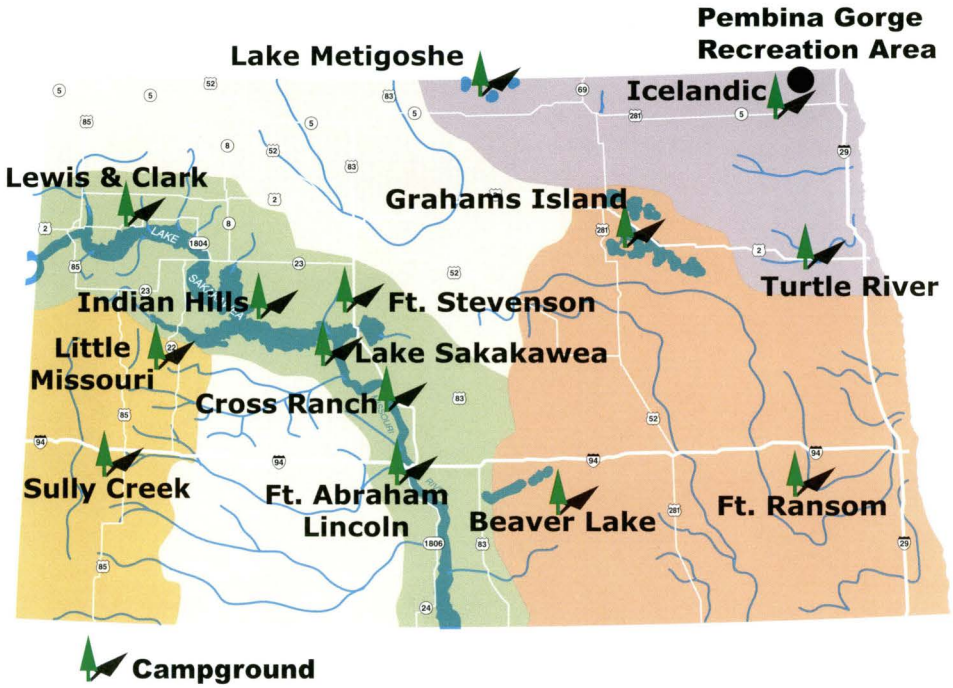 Pembina Gorge
Recreation Area
Lake Metigoshe
Icelandic
52
5
5
83
69
85
5
5
281
5
8
52
83
29
Lewis & Clark
2
Grahams Island
2
8
LAKE
1804
281
2
85
23
52
Turtle River
SAKAKAWEA
23
Indian Hills
Ft. Stevenson
Little
Missouri
22
Lake Sakakawea
Cross Ranch
83
MISSOURI
85
52
94
94
94
94
Sully Creek
Ft. Abraham
Lincoln
RIVER
Beaver Lake
Ft. Ransom
281
1806
83
29
85
24
Campground